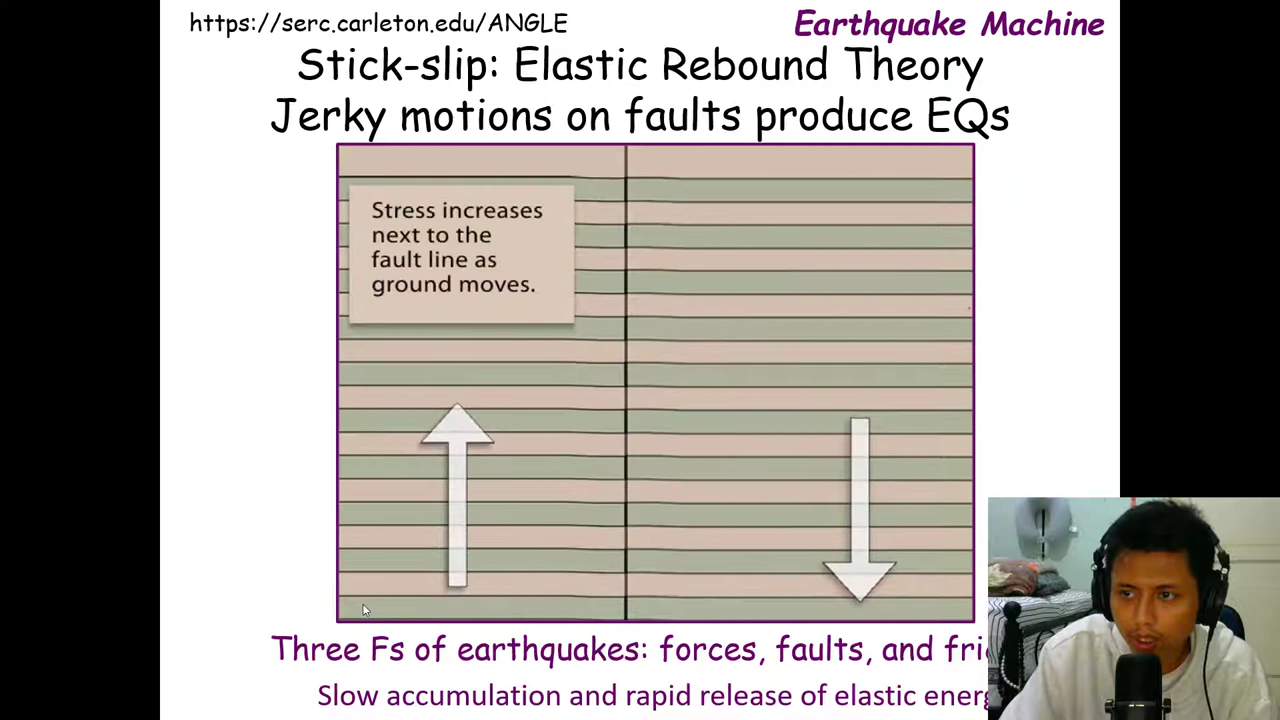 https://serc.carleton.edu/ANGLE
Earthquake Machine
Stick-slip: Elastic Rebound Theory
Jerky motions on faults produce EQs
Stress increases
next to the
fault line as
ground moves.
Three Fs of earthquakes: forces, faults, and
Slow accumulation and rapid release of elastic